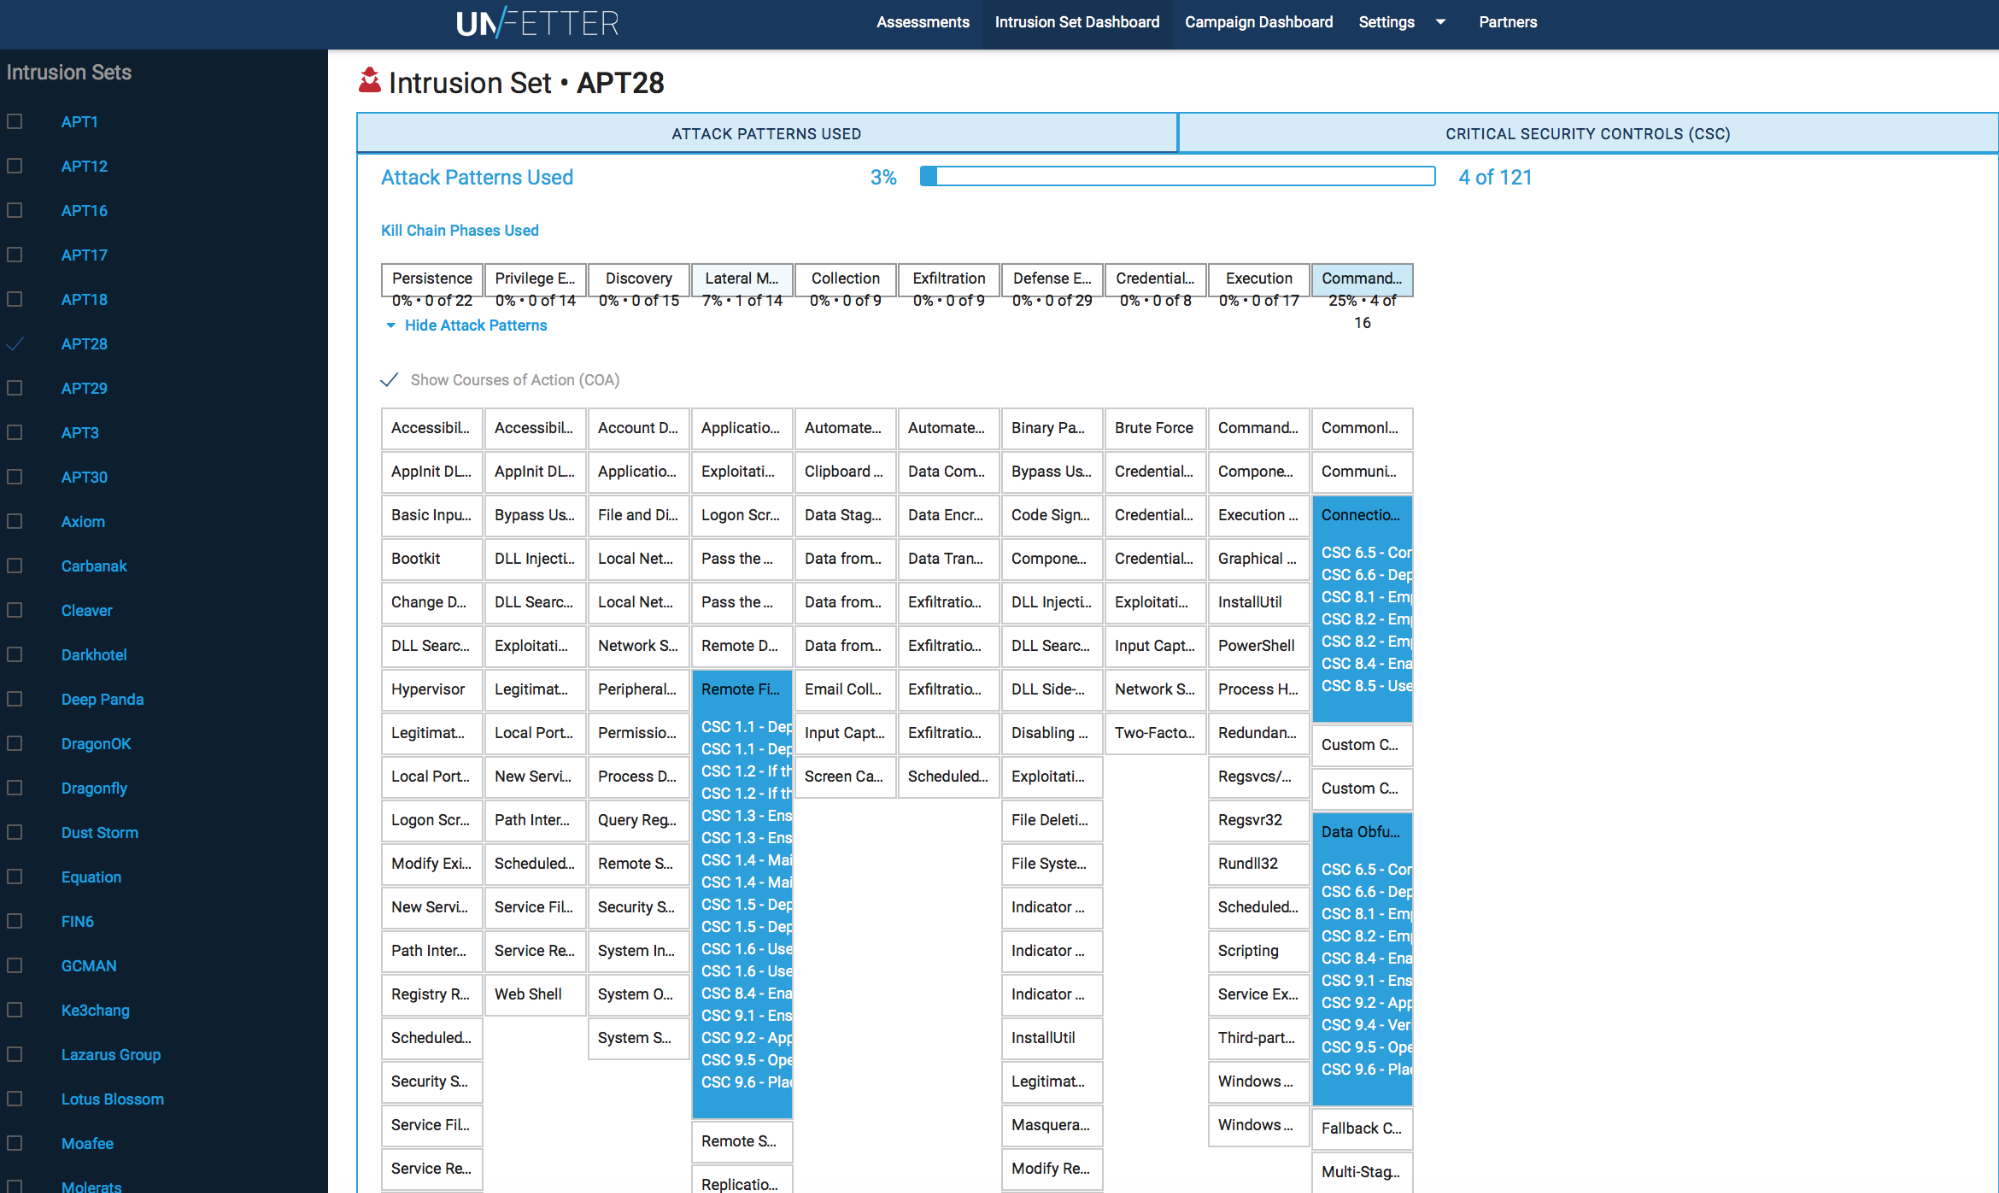 UNFETTER
Assessments
Intrusion Set Dashboard
Campaign Dashboard
Settings
Partners
Intrusion Sets
APT1
APT12
APT16
APT17
APT18
APT28
APT29
APT3
APT30
Axiom
Carbanak
Cleaver
Darkhotel
Deep Panda
DragonOK
Dragonfly
Dust Storm
Equation
FIN6
GCMAN
Ke3chang
Lazarus Group
Lotus Blossom
Moafee
Molerats
Intrusion Set • APT28
ATTACK PATTERNS USED
CRITICAL SECURITY CONTROLS (CSC)
Attack Patterns Used
3%
4 of 121
Kill Chain Phases Used
Persistence
0% • 0 of 22
Privilege E...
0% • 0 of 14
Discovery
0% • 0 of 15
Lateral M...
7% • 1 of 14
Collection
0% • 0 of 9
Exfiltration
0% • 0 of 9
Defense E...
0% • 0 of 29
Credential...
0% • 0 of 8
Execution
0% • 0 of 17
Command...
25% • 4 of
16
Hide Attack Patterns
Show Courses of Action (COA)
Accessibil...
AppInit DL...
Basic Inpu...
Bootkit
Change D...
DLL Searc...
Hypervisor
Legitimat...
Local Port...
Logon Scr...
Modify Exi...
New Servi...
Path Inter...
Registry R...
Scheduled...
Security S...
Service Fil...
Service Re...
Accessibil...
AppInit DL...
Bypass Us...
DLL Injecti...
DLL Searc...
Exploitati...
Legitimat...
Local Port...
New Servi...
Path Inter...
Scheduled...
Service Fil...
Service Re...
Web Shell
Account D...
Applicatio...
File and Di...
Local Net...
Local Net...
Network S...
Peripheral...
Permissio...
Process D...
Query Reg...
Remote S...
Security S...
System In...
System O...
System S...
Applicatio...
Exploitati...
Logon Scr...
Pass the ...
Pass the ...
Remote D...
Remote Fi...
CSC 1.1 - Dep
CSC 1.1 - Dep
CSC 1.2 - If th
CSC 1.2 - If th
CSC 1.3 - Ens
CSC 1.3 - Ens
CSC 1.4 - Mai
CSC 1.4 - Mai
CSC 1.5 - Dep
CSC 1.5 - Dep
CSC 1.6 - Use
CSC 1.6 - Use
CSC 8.4 - Ena
CSC 9.1 - Ens
CSC 9.2 - App
CSC 9.5 - Ope
CSC 9.6 - Pla
Remote S...
Replicatio...
Automate...
Clipboard ...
Data Stag...
Data from...
Data from...
Data from...
Email Coll...
Input Capt...
Screen Ca...
Automate...
Data Com...
Data Encr...
Data Tran...
Exfiltratio...
Exfiltratio...
Exfiltratio...
Exfiltratio...
Scheduled...
Binary Pa...
Bypass Us...
Code Sign...
Compone...
DLL Injecti...
DLL Searc...
DLL Side-...
Disabling ...
Exploitati...
File Deleti...
File Syste...
Indicator ...
Indicator ...
Indicator ...
InstallUtil
Legitimat...
Masquera...
Modify Re...
Brute Force
Credential...
Credential...
Credential...
Exploitati...
Input Capt...
Network S...
Two-Facto...
Command...
Compone...
Execution ...
Graphical ...
InstallUtil
PowerShell
Process H...
Redundan...
Regsvcs/...
Regsvr32
Rundll32
Scheduled...
Scripting
Service Ex...
Third-part...
Windows ...
Windows ...
Commonl...
Communi...
Connectio...
CSC 6.5 - Con
CSC 6.6 - Dep
CSC 8.1 - Emp
CSC 8.2 - Emp
CSC 8.2 - Emp
CSC 8.4 - Ena
CSC 8.5 - Use
Custom C...
Custom C...
Data Obfu...
CSC 6.5 - Con
CSC 6.6 - Dep
CSC 8.1 - Emp
CSC 8.2 - Emp
CSC 8.4 - Ena
CSC 9.1 - Ens
CSC 9.2 - App
CSC 9.4 - Ver
CSC 9.5 - Ope
CSC 9.6 - Pla
Fallback C...
Multi-Stag...